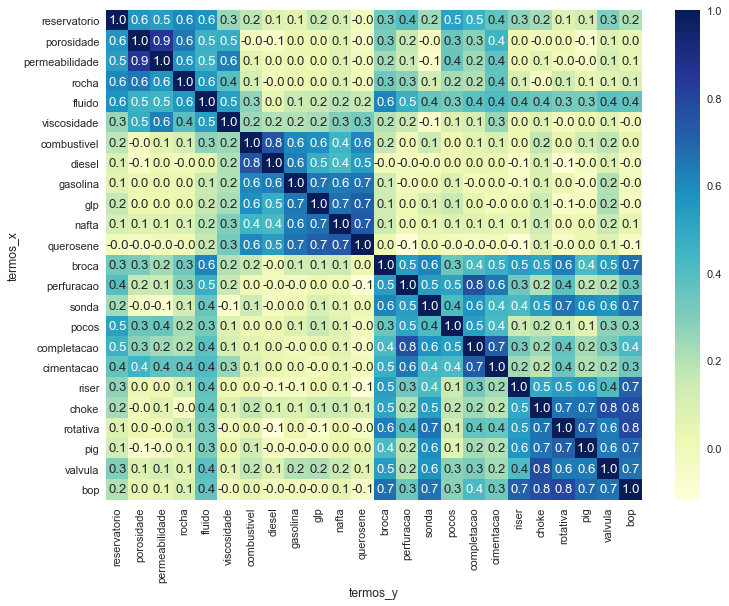 termos_x
reservatorio 1.0 0.6 0.5 0.6 0.6 0.3 0.2 0.1 0.1 0.2 0.1 -0.0 0.3 0.4 0.2 0.5 0.5 0.4 0.3 0.2 0.1 0.1 0.3 0.2
porosidade 0.6 1.0 0.9 0.6 0.5 0.5 -0.0 -0.1 0.0 0.0 0.1 -0.0 0.3 0.2 -0.0 0.3 0.3 0.4 0.0 -0.0 -0.0 -0.1 0.1 0.0
permeabilidade 0.5 0.9 1.0 0.6 0.5 0.6 0.0 0.0 0.0 0.0 0.1 -0.0 0.2 0.1 -0.1 0.4 0.2 0.4 0.0 0.1 -0.0 -0.0 0.1 0.1
rocha 0.6 0.6 0.6 1.0 0.6 0.4 0.1 -0.0 0.0 0.0 0.1 -0.0 0.3 0.3 0.1 0.2 0.2 0.4 0.1 -0.0 0.1 0.1 0.1 0.1
fluido 0.6 0.5 0.5 0.6 1.0 0.5 0.3 0.0 0.1 0.2 0.2 0.2 0.6 0.5 0.4 0.3 0.4 0.4 0.4 0.4 0.3 0.3 0.4 0.4
viscosidade 0.3 0.5 0.6 0.4 0.5 1.0 0.2 0.2 0.2 0.2 0.3 0.3 0.2 0.2 -0.1 0.1 0.1 0.3 0.0 0.1 -0.0 0.0 0.1 -0.0
combustivel 0.2 -0.0 0.0 0.1 0.3 0.2 1.0 0.8 0.6 0.6 0.4 0.6 0.2 0.0 0.1 0.0 0.0 0.1 0.0 0.2 0.0 0.1 0.2 0.0
diesel 0.1 -0.1 0.0 -0.0 0.0 0.2 0.8 1.0 0.6 0.5 0.4 0.5 -0.0 -0.0 -0.0 0.0 0.1 0.0 -0.1 0.1 -0.1 -0.0 0.1 -0.0
gasolina 0.1 0.0 0.0 0.0 0.1 0.2 0.6 0.6 1.0 0.7 0.6 0.7 0.1 -0.0 0.0 0.1 -0.0 0.0 -0.1 0.1 0.0 -0.0 0.2 -0.0
glp 0.2 0.0 0.0 0.0 0.2 0.2 0.6 0.5 0.7 1.0 0.7 0.7 0.1 0.0 0.1 0.1 0.0 -0.0 0.0 0.1 -0.1 -0.0 0.2 -0.0
nafta 0.1 0.1 0.1 0.1 0.2 0.3 0.4 0.4 0.6 0.7 1.0 0.7 0.1 0.0 0.1 0.0 0.0 0.1 0.1 0.1 0.0 0.0 0.2 0.1
querosene -0.0 -0.0 -0.0 -0.0 0.2 0.3 0.6 0.5 0.7 0.7 0.7 1.0 0.0 -0.1 0.0 0.0 -0.0 0.0 -0.1 0.1 -0.0 0.0 0.1 -0.1
broca 0.3 0.3 0.2 0.3 0.6 0.2 0.2 -0.0 0.1 0.1 0.1 0.0 1.0 0.5 0.6 0.3 0.4 0.5 0.5 0.5 0.6 0.4 0.5 0.7
perfuracao 0.4 0.2 0.1 0.3 0.5 0.2 0.0 -0.0 -0.0 0.0 0.0 -0.1 0.5 1.0 0.5 0.5 0.8 0.6 0.3 0.2 0.4 0.2 0.2 0.3
sonda 0.2 -0.0 -0.1 0.1 0.4 -0.1 0.1 -0.0 0.0 0.1 0.1 0.0 0.6 0.5 1.0 0.4 0.6 0.4 0.4 0.5 0.7 0.6 0.6 0.7
pocos 0.5 0.3 0.4 0.2 0.3 0.1 0.0 0.0 0.1 0.1 0.0 0.0 0.3 0.5 0.4 1.0 0.5 0.4 0.1 0.2 0.1 0.1 0.3 0.3
completacao 0.5 0.3 0.2 0.2 0.4 0.1 0.0 0.1 -0.0 0.0 0.0 -0.0 0.4 0.8 0.6 0.5 1.0 0.7 0.3 0.2 0.4 0.2 0.3 0.4
cimentacao 0.4 0.4 0.4 0.4 0.4 0.3 0.1 0.0 0.0 -0.0 0.1 0.0 0.5 0.6 0.4 0.4 0.7 1.0 0.2 0.2 0.4 0.2 0.2 0.3
riser 0.3 0.0 0.0 0.1 0.4 0.0 0.0 -0.1 -0.1 0.0 0.1 -0.1 0.5 0.3 0.4 0.1 0.3 0.2 1.0 0.5 0.5 0.6 0.4 0.7
choke 0.2 -0.0 0.1 -0.0 0.4 0.1 0.2 0.1 0.1 0.1 0.1 0.1 0.5 0.2 0.5 0.2 0.2 0.2 0.5 1.0 0.7 0.7 0.8 0.8
rotativa 0.1 -0.0 -0.0 0.1 0.3 -0.0 0.0 -0.1 0.0 -0.1 0.0 -0.0 0.6 0.4 0.7 0.1 0.4 0.4 0.5 0.7 1.0 0.7 0.6 0.8
pig 0.1 -0.1 -0.0 0.1 0.3 0.0 0.1 -0.0 -0.0 -0.0 0.0 0.0 0.4 0.2 0.6 0.1 0.2 0.2 0.6 0.7 0.7 1.0 0.6 0.7
valvula 0.3 0.1 0.1 0.1 0.4 0.1 0.2 0.1 0.2 0.2 0.2 0.1 0.5 0.2 0.6 0.3 0.3 0.2 0.4 0.8 0.6 0.6 1.0 0.7
bop 0.2 0.0 0.1 0.1 0.4 -0.0 0.0 -0.0 -0.0 -0.0 0.1 -0.1 0.7 0.3 0.7 0.3 0.4 0.3 0.7 0.8 0.8 0.7 0.7 1.0
reservatorio porosidade permeabilidade rocha fluido viscosidade combustivel diesel gasolina glp nafta querosene broca perfuracao sonda pocos completacao cimentacao riser choke rotativa pig valvula bop
termos_y
1.0
0.8
0.6
0.4
0.2
0.0